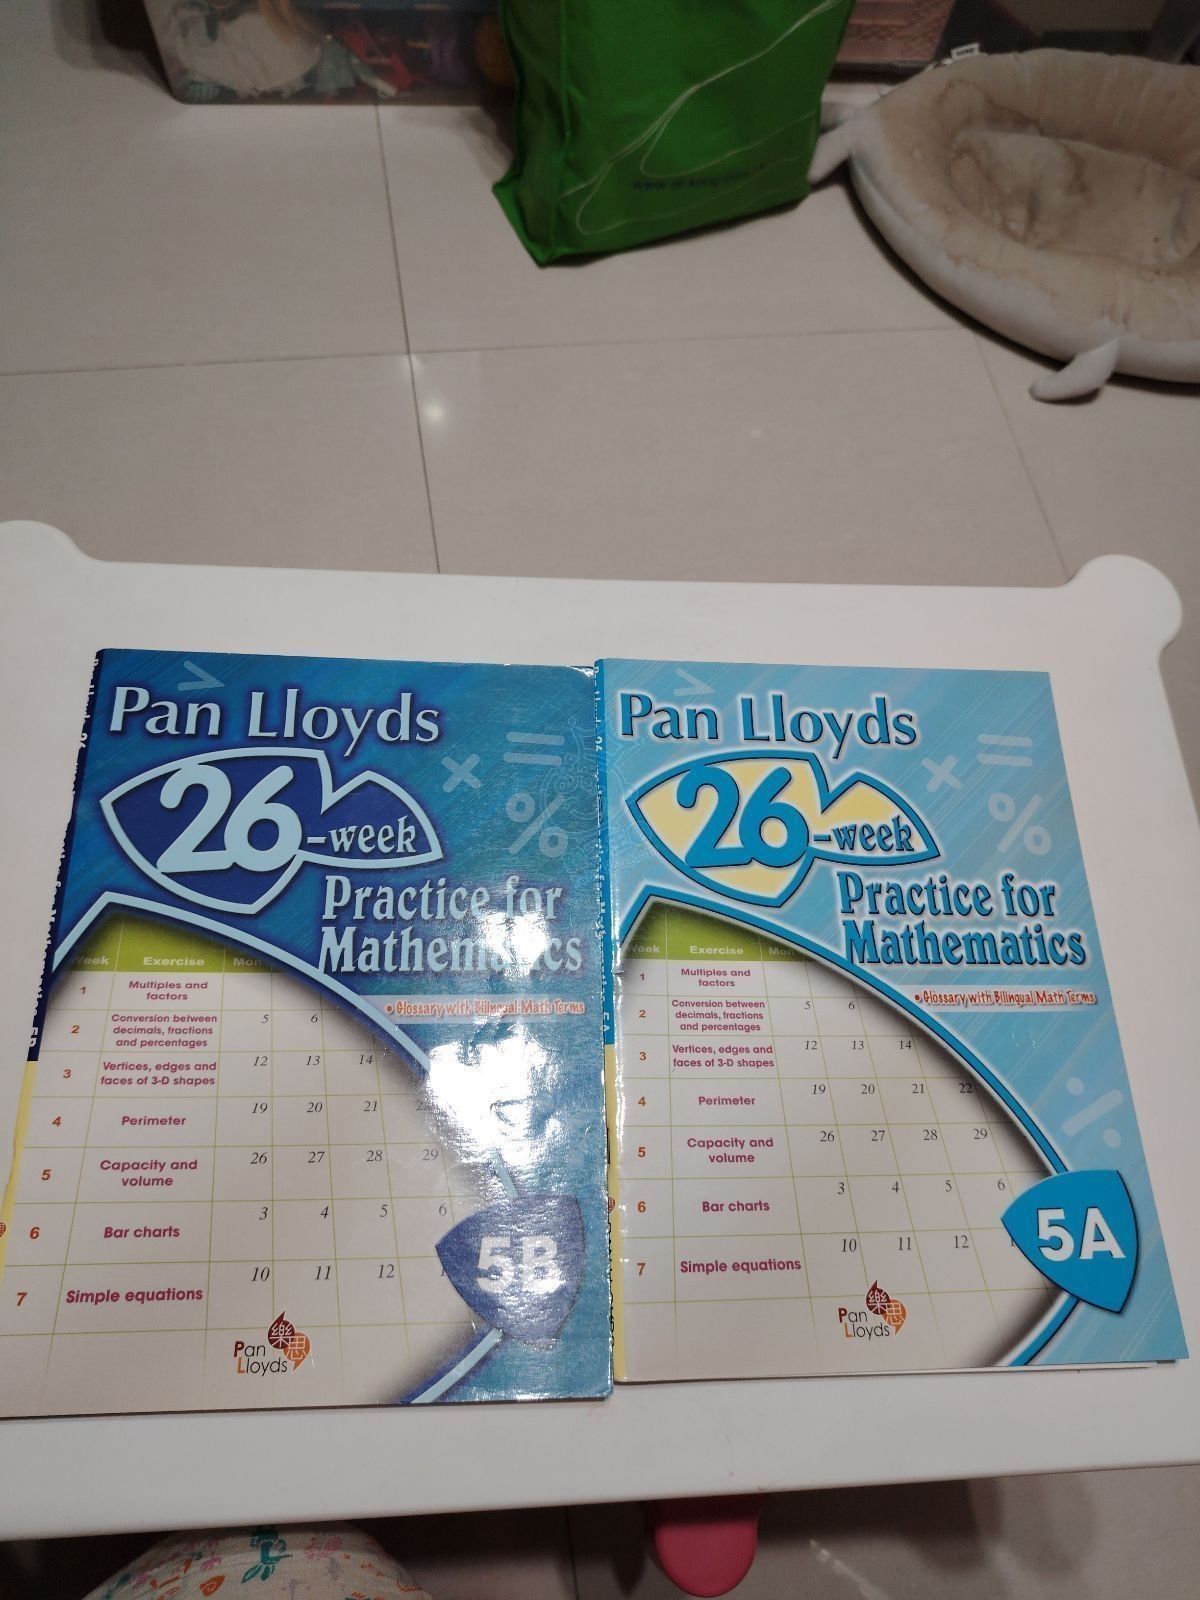 Pan Lloyds
26-week
Practice for
Mathematics
• Glossary with Bilingual Math Terms
Week Exercise Mon
1 Multiples and
factors
2 Conversion between
decimals, fractions
and percentages
5 6
3 Vertices, edges and
faces of 3-D shapes
12 13 14
4 Perimeter
19 20 21
5 Capacity and
volume
26 27 28 29
6 Bar charts
3 4 5 6
7 Simple equations
10 11 12
5B
樂思
Pan
Lloyds
Pan Lloyds
26-week
Practice for
Mathematics
• Glossary with Bilingual Math Terms
Week Exercise Mon
1 Multiples and
factors
2 Conversion between
decimals, fractions
and percentages
5 6
3 Vertices, edges and
faces of 3-D shapes
12 13 14
4 Perimeter
19 20 21 22
5 Capacity and
volume
26 27 28 29
6 Bar charts
3 4 5 6
7 Simple equations
10 11 12
5A
樂思
Pan
Lloyds